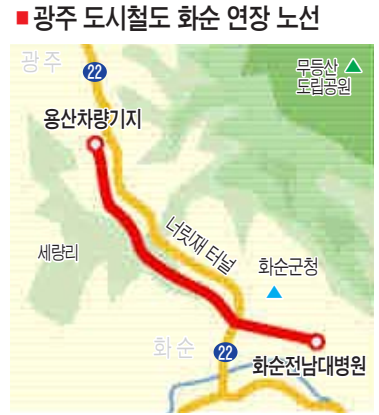 ■ 광주 도시철도 화순 연장 노선
광주
22
무등산
도립공원
용산차량기지
너릿재 터널
세량리
화순군청
화순
22
화순전남대병원